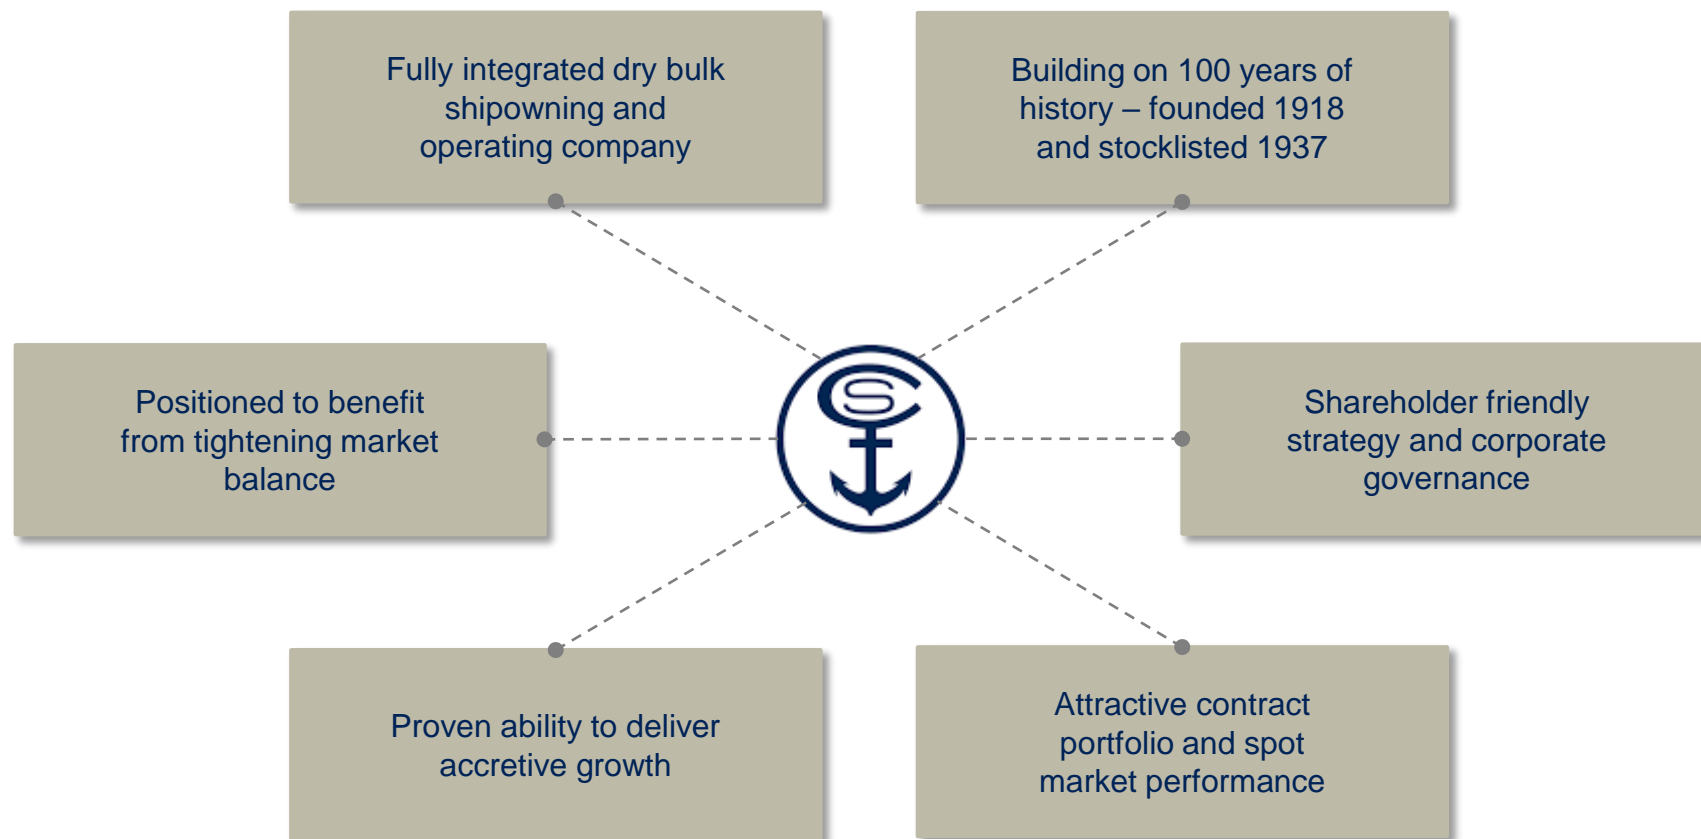 Fully integrated dry bulk
shipowning and
operating company
Building on 100 years of
history – founded 1918
and stocklisted 1937
Positioned to benefit
from tightening market
balance
CS
Shareholder friendly
strategy and corporate
governance
Proven ability to deliver
accretive growth
Attractive contract
portfolio and spot
market performance